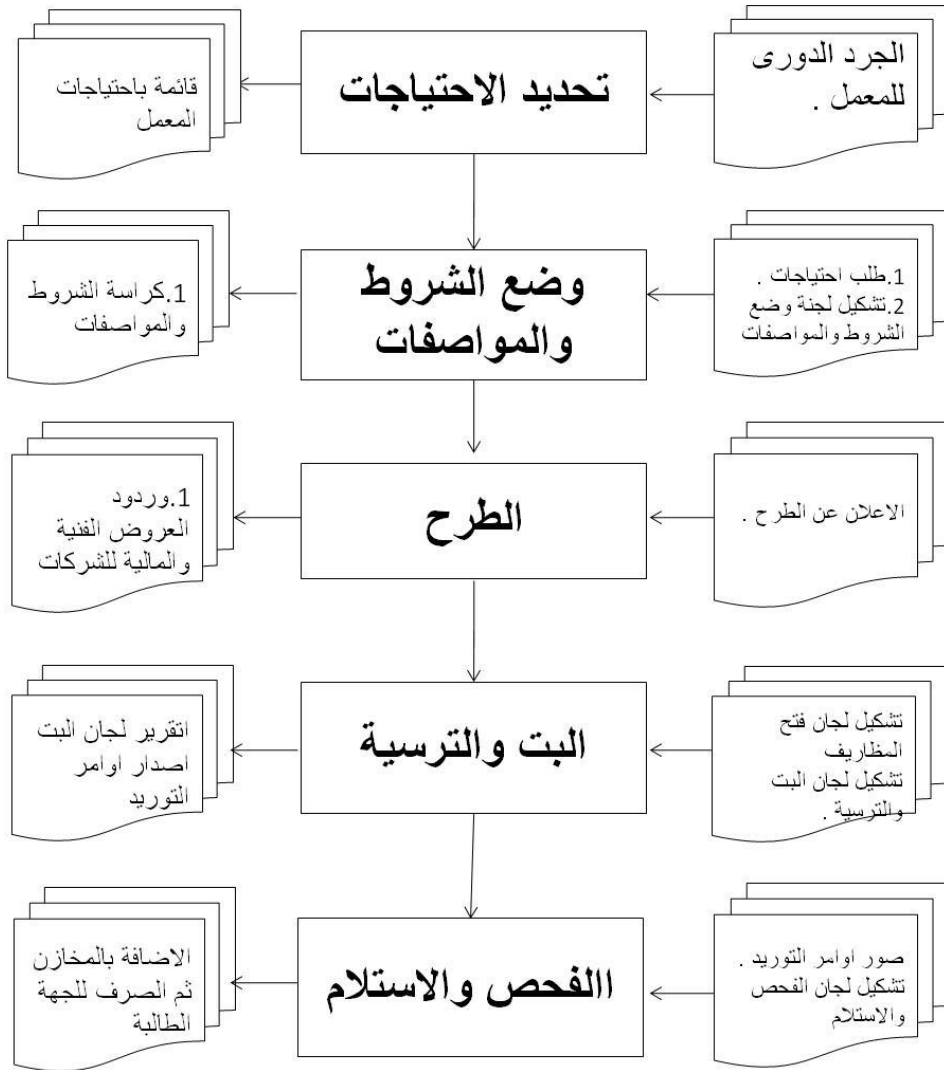 الجرد الدورى
للمعمل .
تحديد الاحتياجات
قائمة باحتياجات
المعمل
1.طلب احتياجات .
2.تشكيل لجنة وضع
الشروط والمواصفات
وضع الشروط
والمواصفات
1.كراسة الشروط
والمواصفات
الاعلان عن الطرح .
الطرح
1.وردود
العروض الفنية
والمالية للشركات
تشكيل لجان فتح
المظاريف
تشكيل لجان البت
والترسية .
البت والترسية
اتقرير لجان البت
اصدار اوامر
التوريد
صور اوامر التوريد .
تشكيل لجان الفحص
والاستلام
االفحص والاستلام
الاضافة بالمخازن
ثم الصرف للجهة
الطالبة